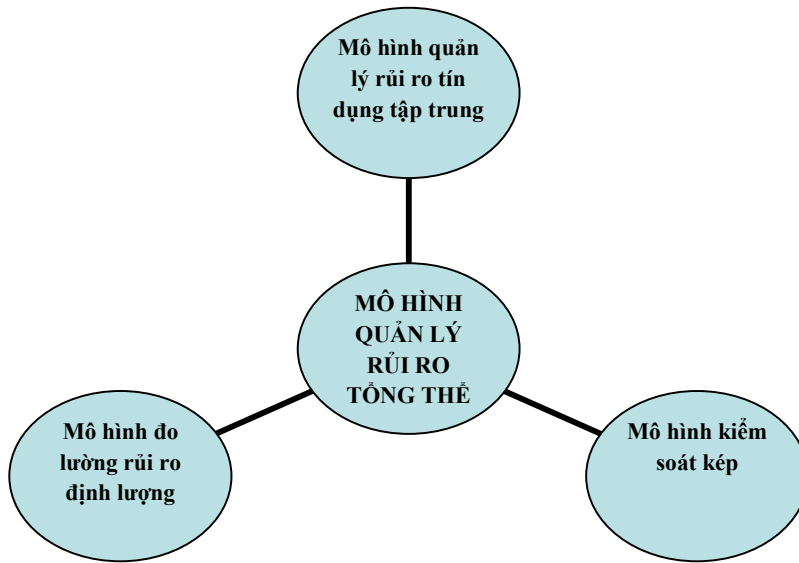 Mô hình quản
lý rủi ro tín
dụng tập trung
MÔ HÌNH
QUẢN LÝ
RỦI RO
TỔNG THỂ
Mô hình đo
lường rủi ro
định lượng
Mô hình kiểm
soát kép